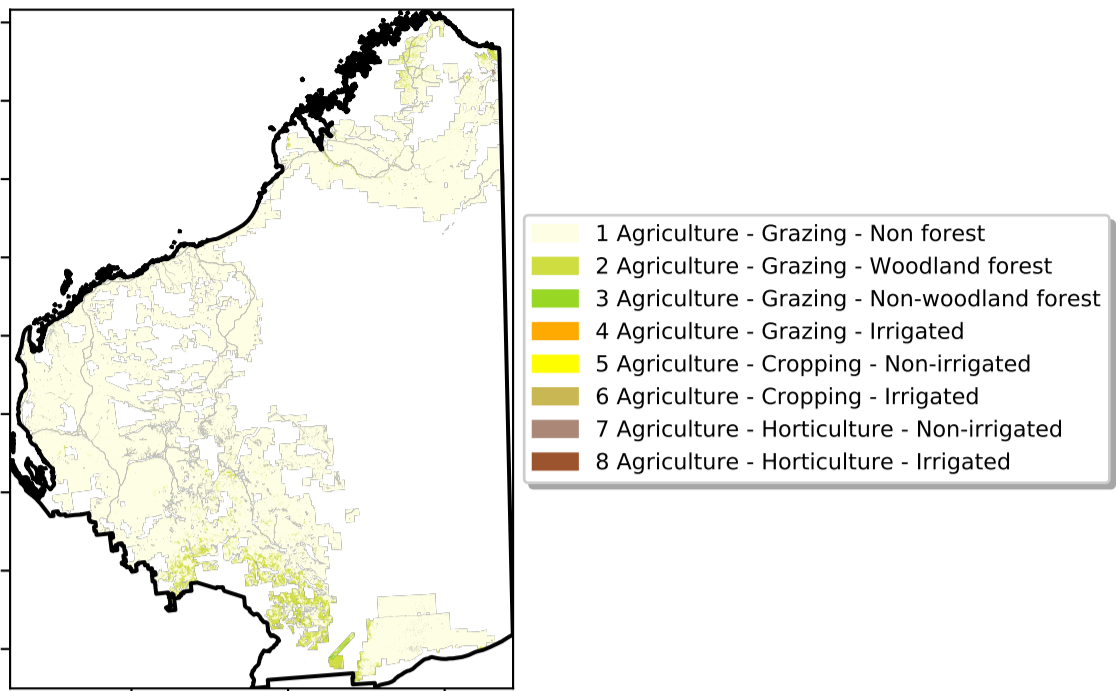 1 Agriculture - Grazing - Non forest
2 Agriculture - Grazing - Woodland forest
3 Agriculture - Grazing - Non-woodland forest
4 Agriculture - Grazing - Irrigated
5 Agriculture - Cropping - Non-irrigated
6 Agriculture - Cropping - Irrigated
7 Agriculture - Horticulture - Non-irrigated
8 Agriculture - Horticulture - Irrigated